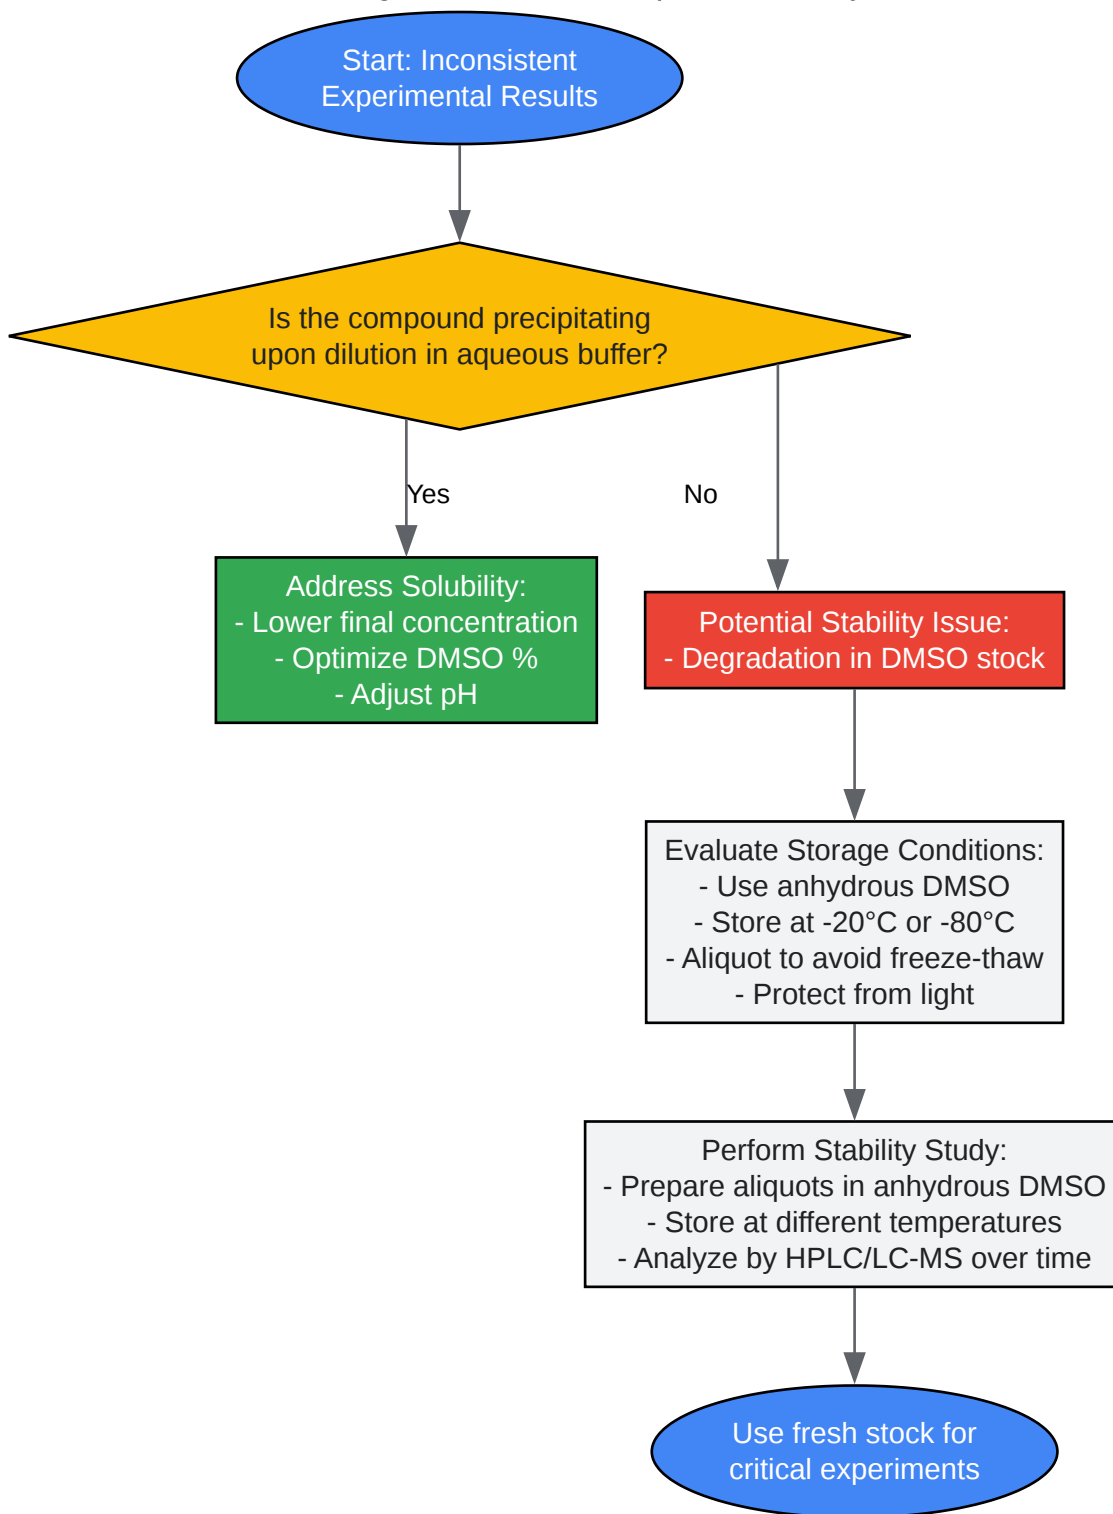 Start: Inconsistent
Experimental Results
Is the compound precipitating
upon dilution in aqueous buffer?
Yes
No
Address Solubility:
- Lower final concentration
- Optimize DMSO %
- Adjust pH
Potential Stability Issue:
- Degradation in DMSO stock
Evaluate Storage Conditions:
- Use anhydrous DMSO
- Store at -20°C or -80°C
- Aliquot to avoid freeze-thaw
- Protect from light
Perform Stability Study:
- Prepare aliquots in anhydrous DMSO
- Store at different temperatures
- Analyze by HPLC/LC-MS over time
Use fresh stock for
critical experiments